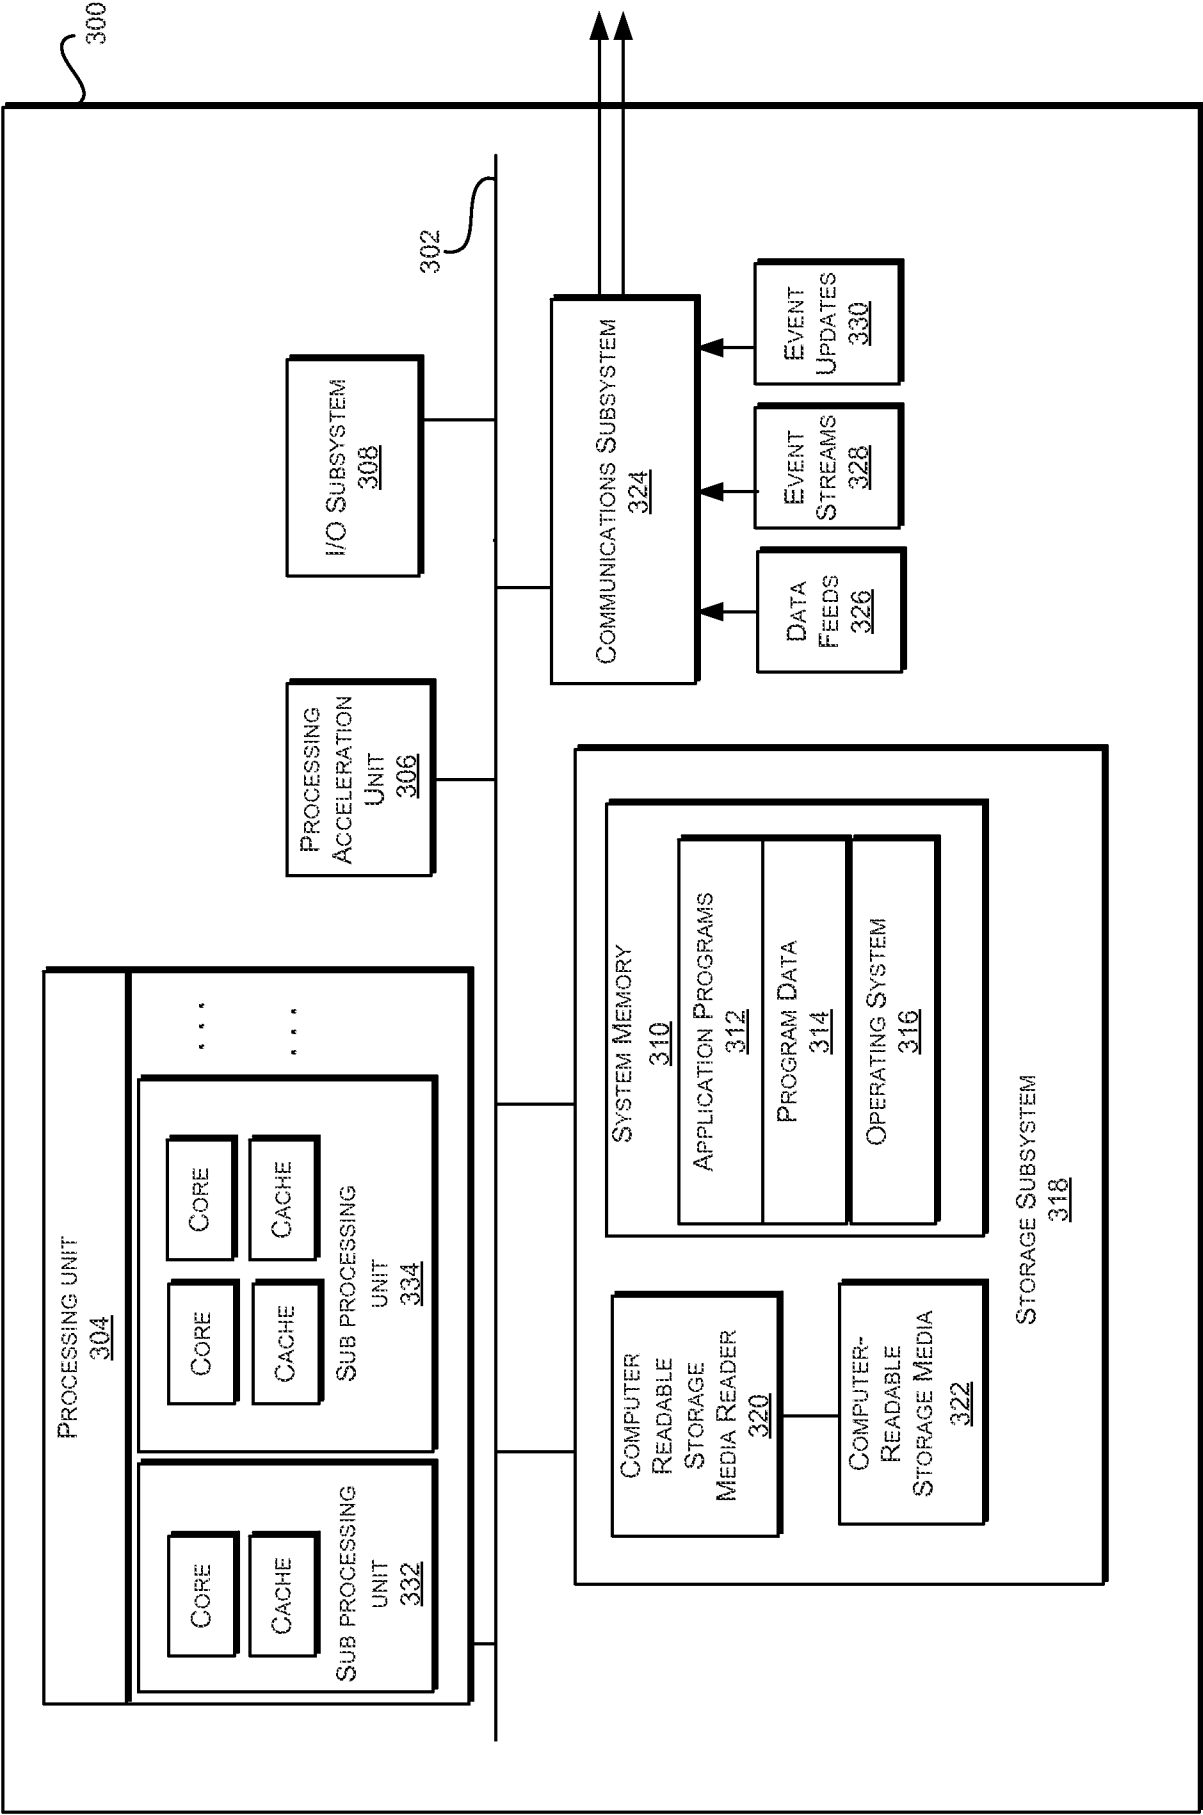 300
PROCESSING UNIT
304
CORE
CACHE
SUB PROCESSING
UNIT
332
CORE
CORE
CACHE
CACHE
SUB PROCESSING
UNIT
334
. . .
. . .
PROCESSING
ACCELERATION
UNIT
306
I/O SUBSYSTEM
308
302
COMPUTER
READABLE
STORAGE
MEDIA READER
320
COMPUTER-
READABLE
STORAGE MEDIA
322
SYSTEM MEMORY
310
APPLICATION PROGRAMS
312
PROGRAM DATA
314
OPERATING SYSTEM
316
STORAGE SUBSYSTEM
318
COMMUNICATIONS SUBSYSTEM
324
DATA
FEEDS
326
EVENT
STREAMS
328
EVENT
UPDATES
330